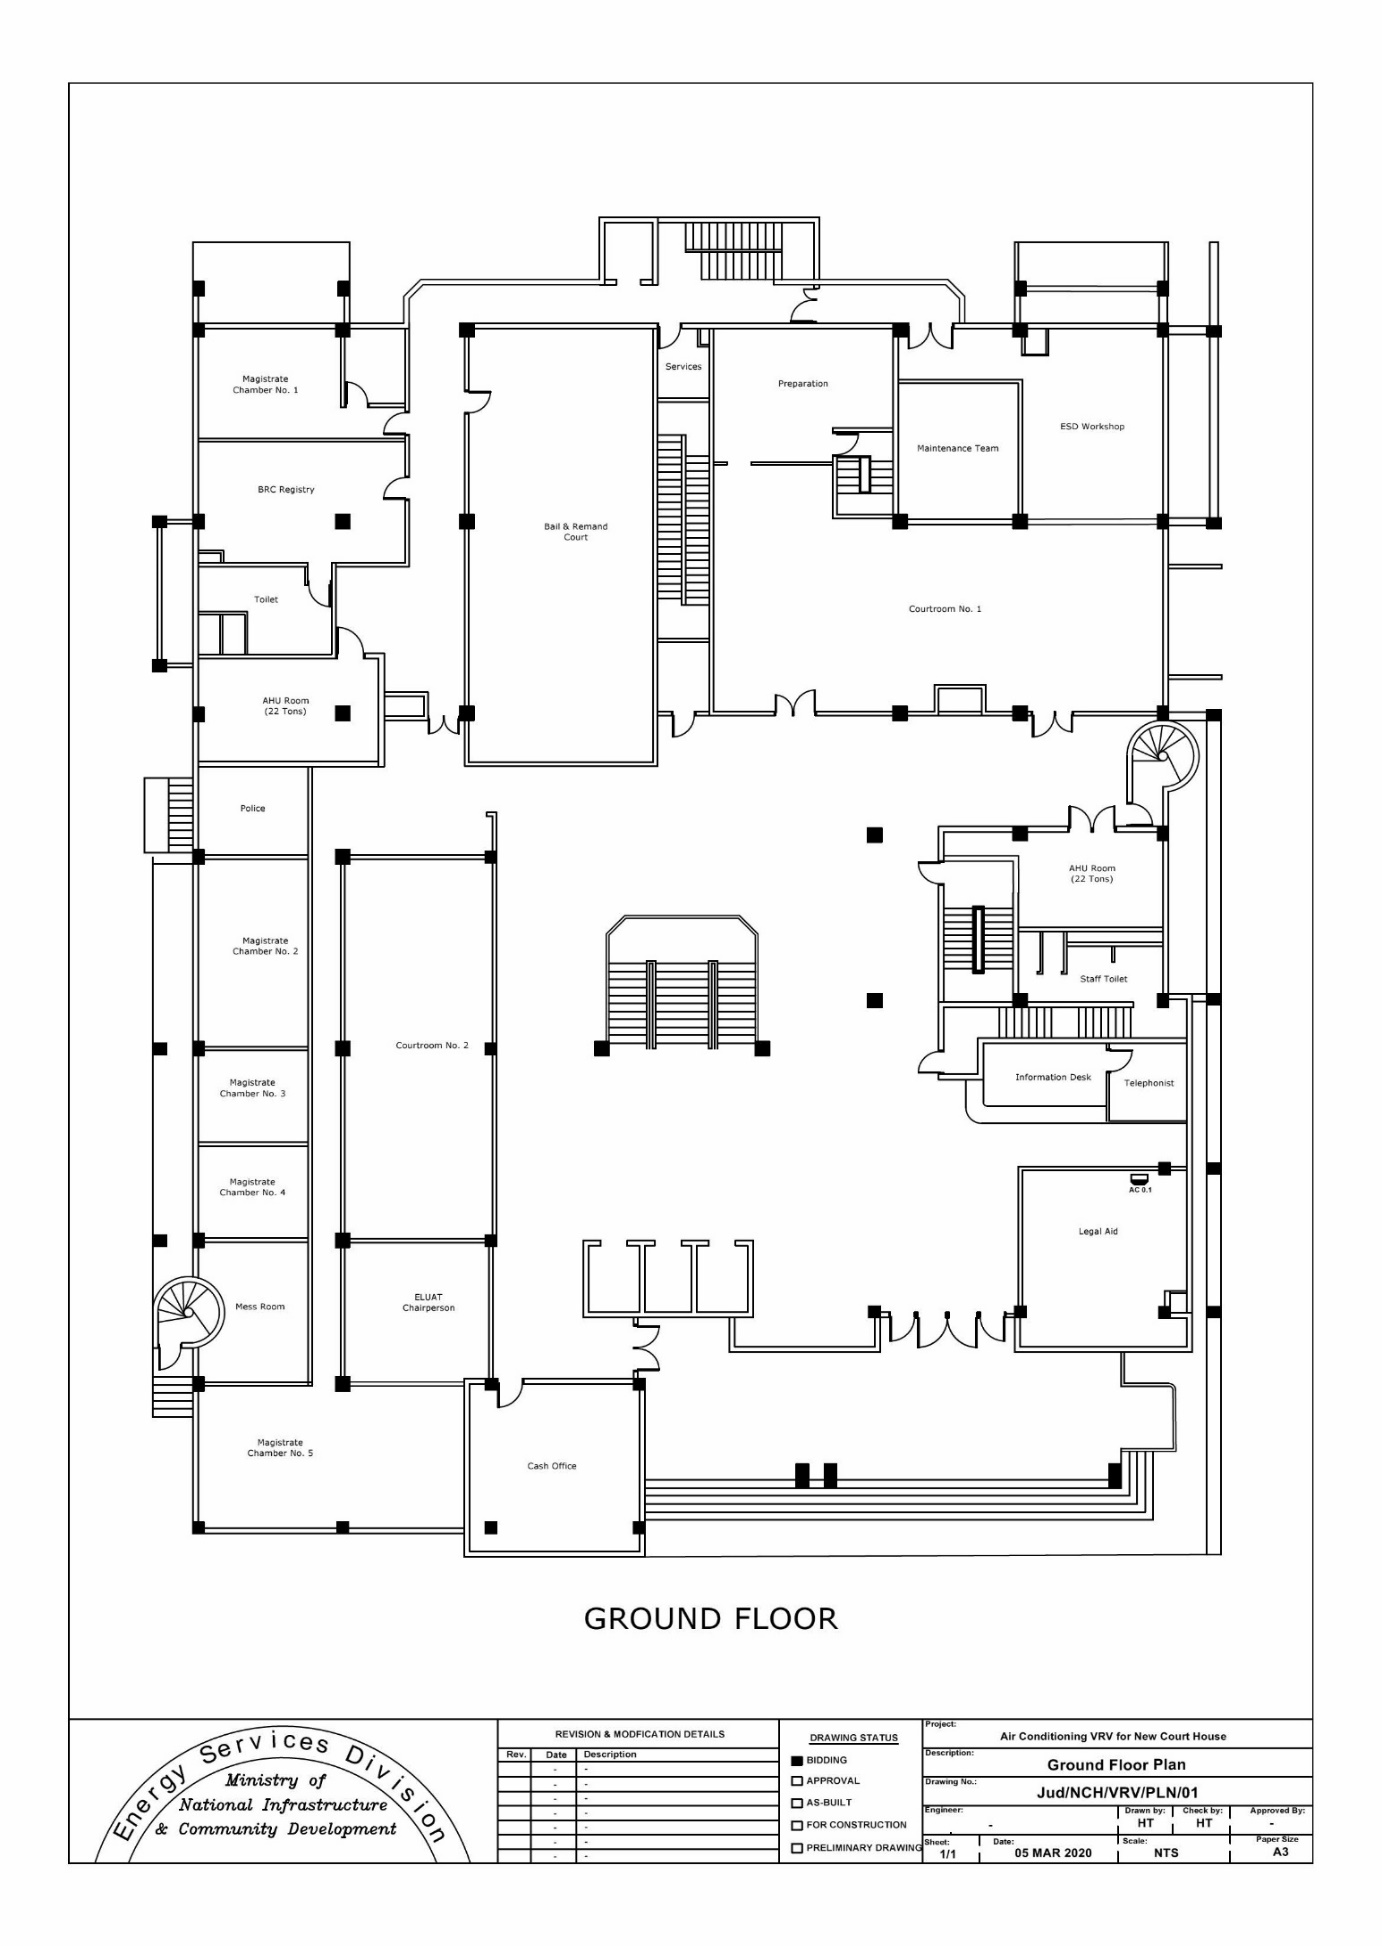 Magistrate
Chamber No. 1
Services
Preparation
ESD Workshop
Maintenance Team
BRC Registry
Bail & Remand
Court
Toilet
Courtroom No. 1
AHU Room
(22 Tons)
Police
AHU Room
(22 Tons)
Magistrate
Chamber No. 2
Staff Toilet
Courtroom No. 2
Information Desk
Telephonist
Magistrate
Chamber No. 3
Magistrate
Chamber No. 4
AC 0.1
Legal Aid
Mess Room
ELUAT
Chairperson
Magistrate
Chamber No. 5
Cash Office
GROUND FLOOR
Energy Services Division
Ministry of
National Infrastructure
& Community Development
REVISION & MODFICATION DETAILS
Rev. Date Description
- -
- -
- -
- -
- -
- -
- -
DRAWING STATUS
BIDDING
APPROVAL
AS-BUILT
FOR CONSTRUCTION
PRELIMINARY DRAWING
Project:
Air Conditioning VRV for New Court House
Description:
Ground Floor Plan
Drawing No.:
Jud/NCH/VRV/PLN/01
Engineer: Drawn by: Check by: Approved By:
- HT HT -
Sheet: Date: Scale: Paper Size
1/1 05 MAR 2020 NTS A3